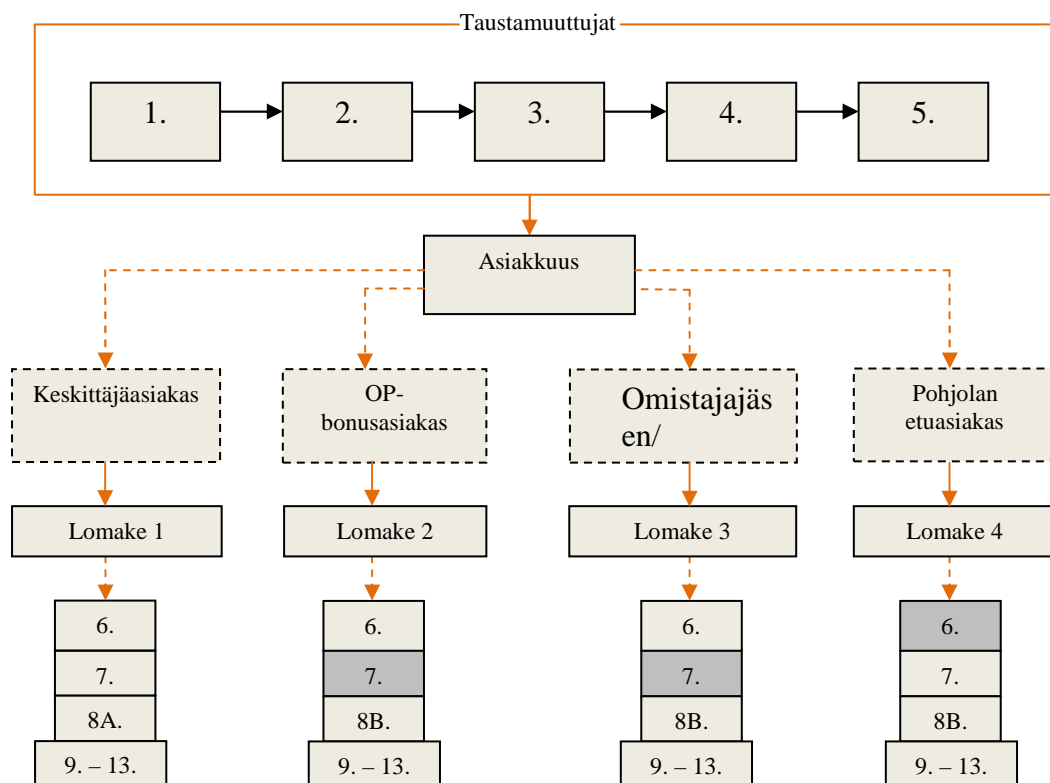 Taustamuuttujat
1. 2. 3. 4. 5.
Asiakkuus
Keskittäjäasiakas
OP-
bonusasiakas
Omistajajäs
en/
Pohjolan
etuasiakas
Lomake 1
Lomake 2
Lomake 3
Lomake 4
6.
7.
8A.
9. – 13.
6.
7.
8B.
9. – 13.
6.
7.
8B.
9. – 13.
6.
7.
8B.
9. – 13.